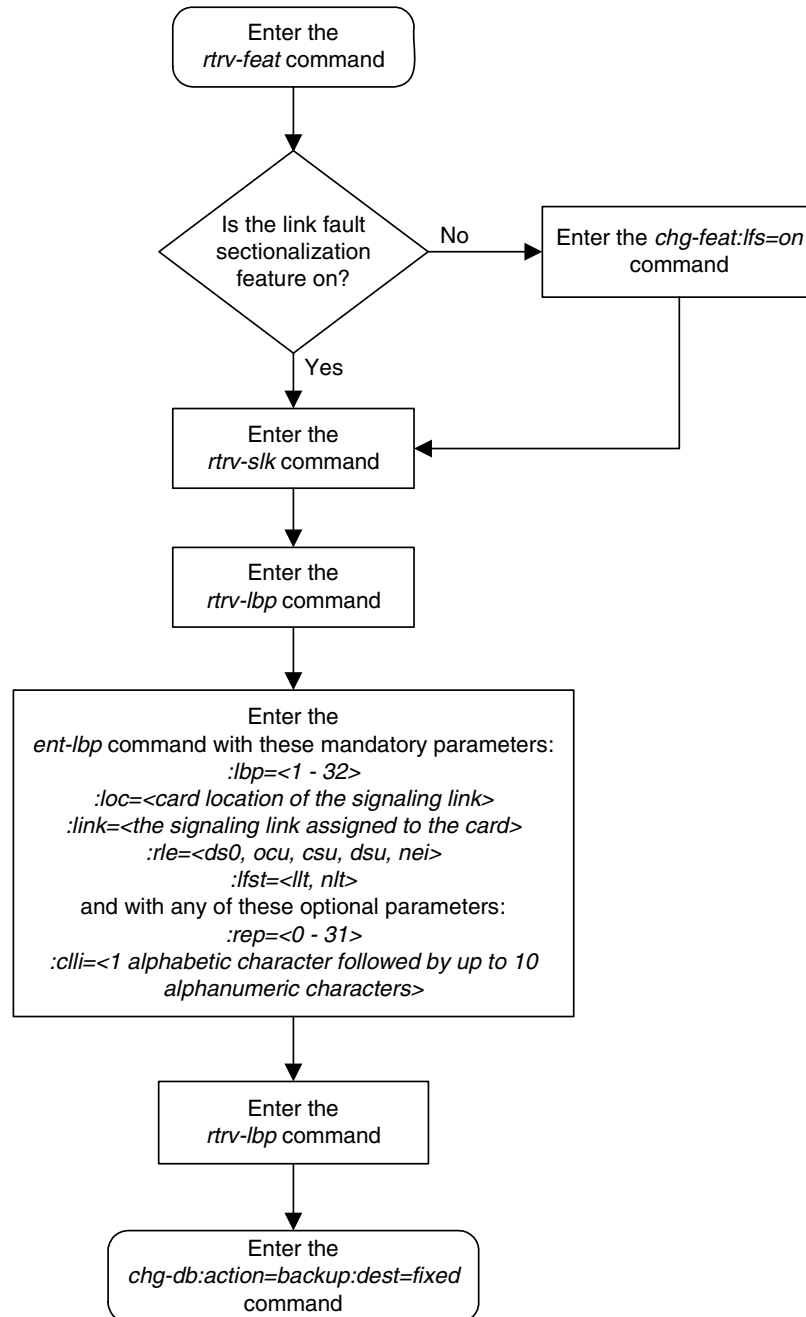 Enter the
rtrv-feat command
Is the link fault
sectionalization
feature on?
No
Enter the chg-feat:lfs=on
command
Yes
Enter the
rtrv-slk command
Enter the
rtrv-lbp command
Enter the
ent-lbp command with these mandatory parameters:
:lbp=<1 - 32>
:loc=<card location of the signaling link>
:link=<the signaling link assigned to the card>
:rle=<ds0, ocu, csu, dsu, nei>
:lfst=<llt, nlt>
and with any of these optional parameters:
:rep=<0 - 31>
:clli=<1 alphabetic character followed by up to 10
alphanumeric characters>
Enter the
rtrv-lbp command
Enter the
chg-db:action=backup:dest=fixed
command